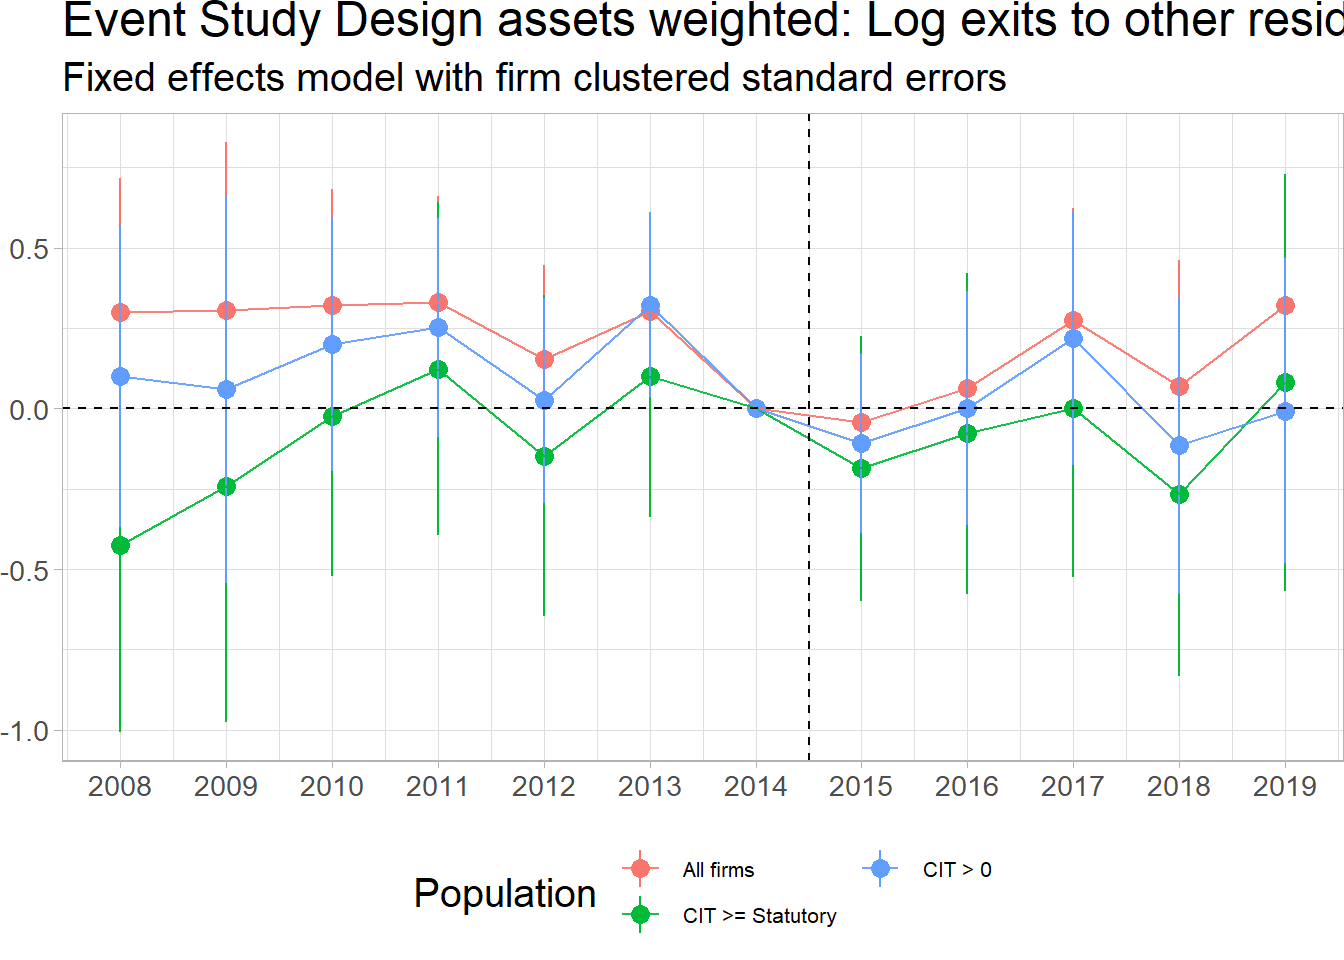 Event Study Design assets weighted: Log exits to other resid
Fixed effects model with firm clustered standard errors
0.5
0.0
-0.5
-1.0
2008 2009 2010 2011 2012 2013 2014 2015 2016 2017 2018 2019
Population
All firms
CIT >= Statutory
CIT > 0